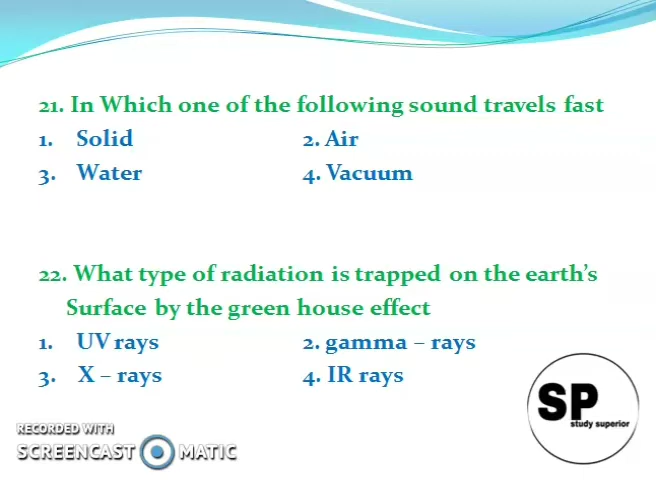 21. In Which one of the following sound travels fast
1. Solid 2. Air
3. Water 4. Vacuum
22. What type of radiation is trapped on the earth's
Surface by the green house effect
1. UV rays 2. gamma – rays
3. X – rays 4. IR rays
SP
study superior
RECORDED WITH
SCREENCAST MATIC